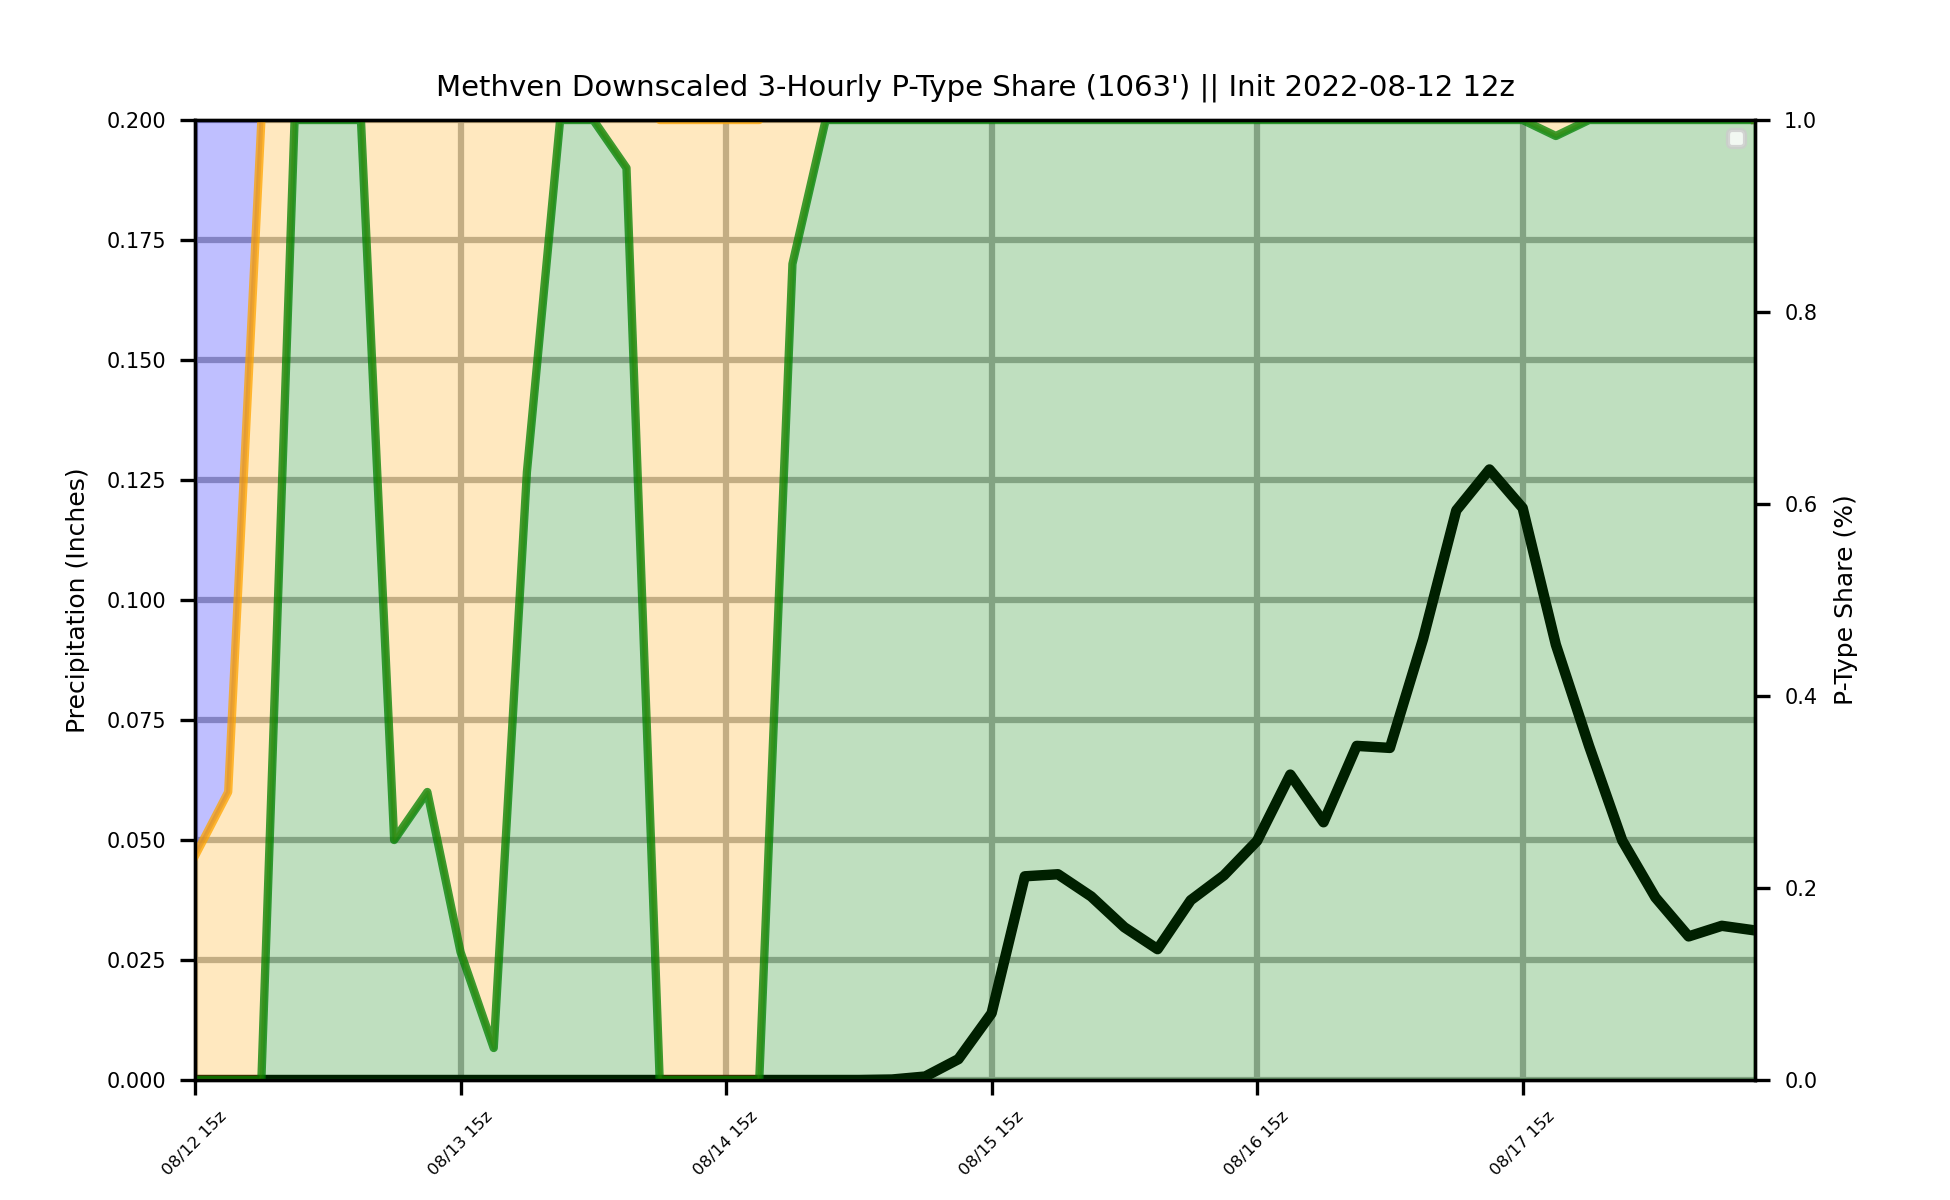 Methven Downscaled 3-Hourly P-Type Share (1063') || Init 2022-08-12 12z
0.200
0.175
0.150
0.125
0.100
0.075
0.050
0.025
0.000
Precipitation (Inches)
1.0
0.8
0.6
0.4
0.2
0.0
P-Type Share (%)
08/12 15z
08/13 15z
08/14 15z
08/15 15z
08/16 15z
08/17 15z